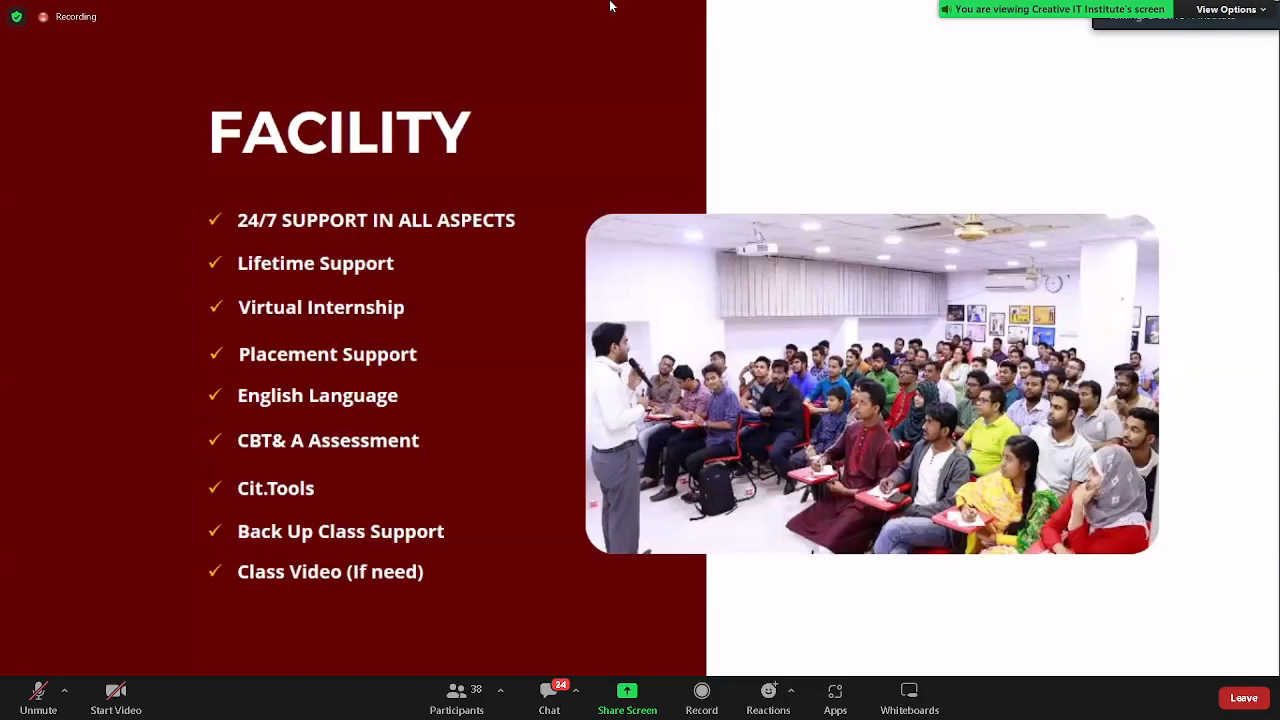 Recording
You are viewing Creative IT Institute's screen
View Options
FACILITY
24/7 SUPPORT IN ALL ASPECTS
Lifetime Support
Virtual Internship
Placement Support
English Language
CBT& A Assessment
Cit.Tools
Back Up Class Support
Class Video (If need)
Unmute
Start Video
38
Participants
24
Chat
Share Screen
Record
Reactions
Apps
Whiteboards
Leave